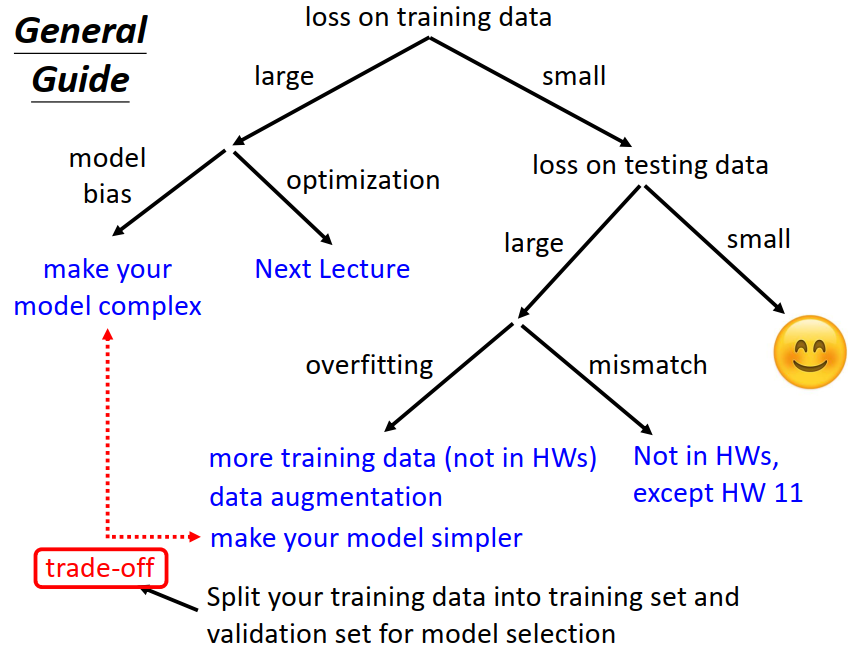 General
Guide
loss on training data
large
small
model
bias
optimization
loss on testing data
make your
model complex
Next Lecture
large
small
overfitting
mismatch
more training data (not in HWs)
data augmentation
make your model simpler
Not in HWs,
except HW 11
trade-off
Split your training data into training set and
validation set for model selection